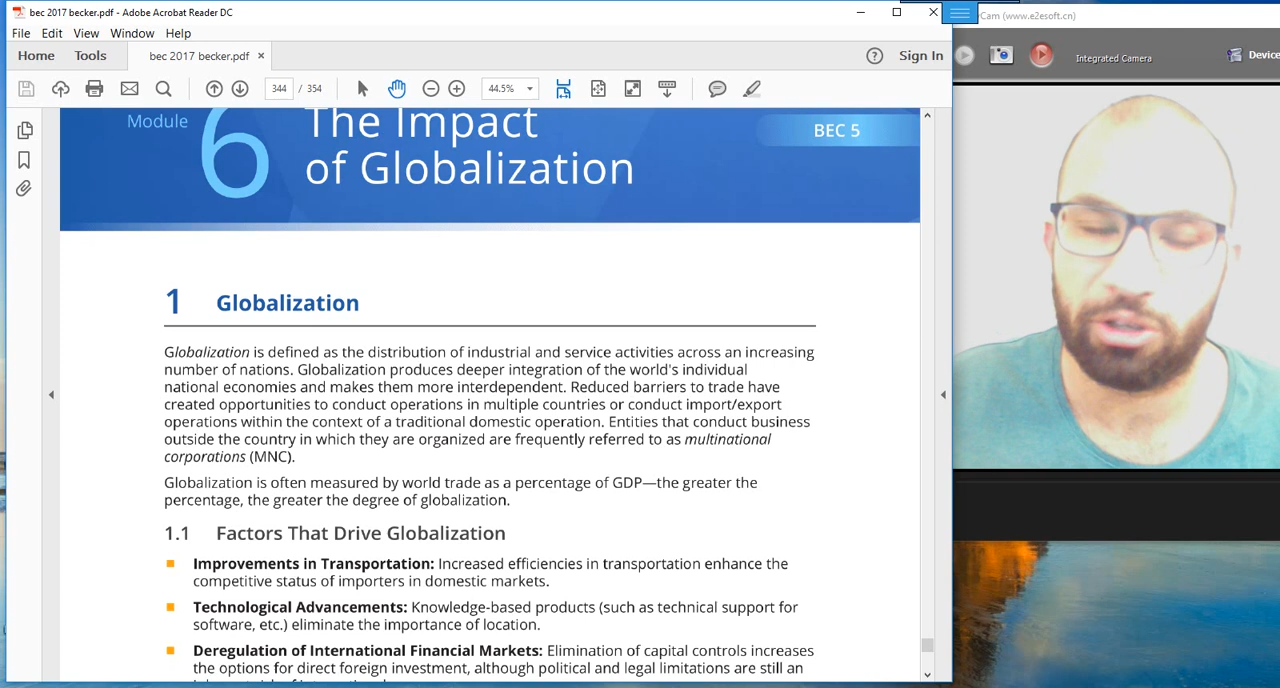 bec 2017 becker.pdf - Adobe Acrobat Reader DC
Cam (www.e2esoft.cn)
File Edit View Window Help
Home Tools bec 2017 becker.pdf × Sign In
Integrated Camera Device
344 / 354 44.5%
Module 6 The Impact
of Globalization
BEC 5
1 Globalization
Globalization is defined as the distribution of industrial and service activities across an increasing
number of nations. Globalization produces deeper integration of the world's individual
national economies and makes them more interdependent. Reduced barriers to trade have
created opportunities to conduct operations in multiple countries or conduct import/export
operations within the context of a traditional domestic operation. Entities that conduct business
outside the country in which they are organized are frequently referred to as multinational
corporations (MNC).
Globalization is often measured by world trade as a percentage of GDP—the greater the
percentage, the greater the degree of globalization.
1.1 Factors That Drive Globalization
Improvements in Transportation: Increased efficiencies in transportation enhance the
competitive status of importers in domestic markets.
Technological Advancements: Knowledge-based products (such as technical support for
software, etc.) eliminate the importance of location.
Deregulation of International Financial Markets: Elimination of capital controls increases
the options for direct foreign investment, although political and legal limitations are still an